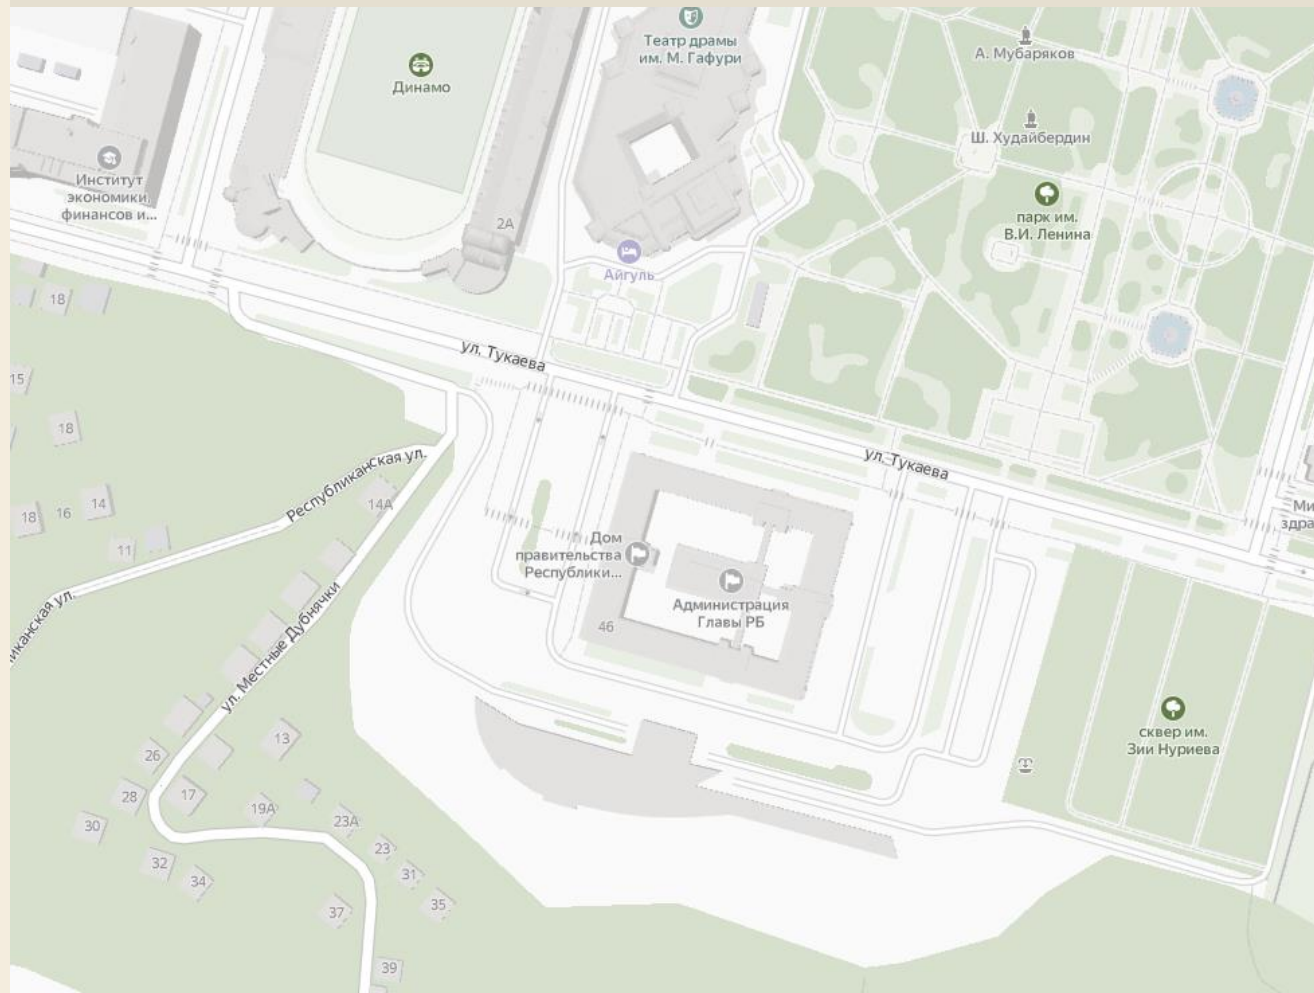 Театр драмы
им. М. Гафури
А. Мубаряков
Динамо
Ш. Худайбердин
Институт
экономики,
финансов и...
парк им.
В.И. Ленина
2А
Айгуль
18
ул. Тукаева
15
18
ул. Тукаева
Республиканская ул.
14А
18
16
14
11
Дом
правительства
Республики...
Администрация
Главы РБ
46
ул. Местные Дубнячки
сквер им.
Зии Нуриева
13
26
28
17
19А
30
23А
23
32
34
31
35
37
39